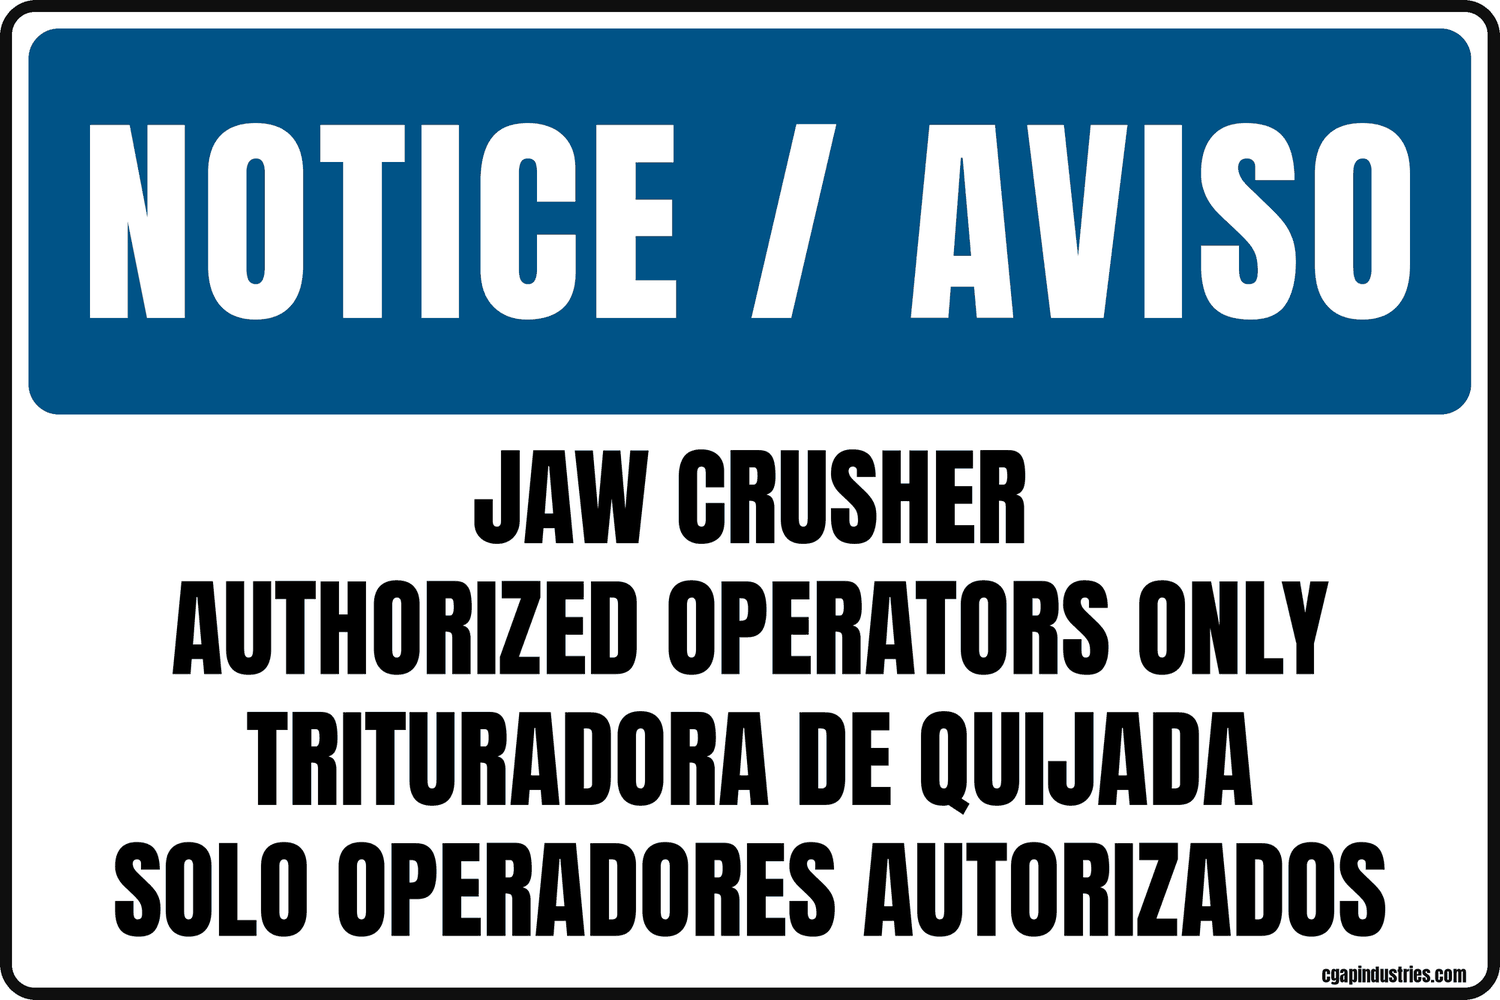 NOTICE / AVISO
JAW CRUSHER
AUTHORIZED OPERATORS ONLY
TRITURADORA DE QUIJADA
SOLO OPERADORES AUTORIZADOS
cgapindustries.com